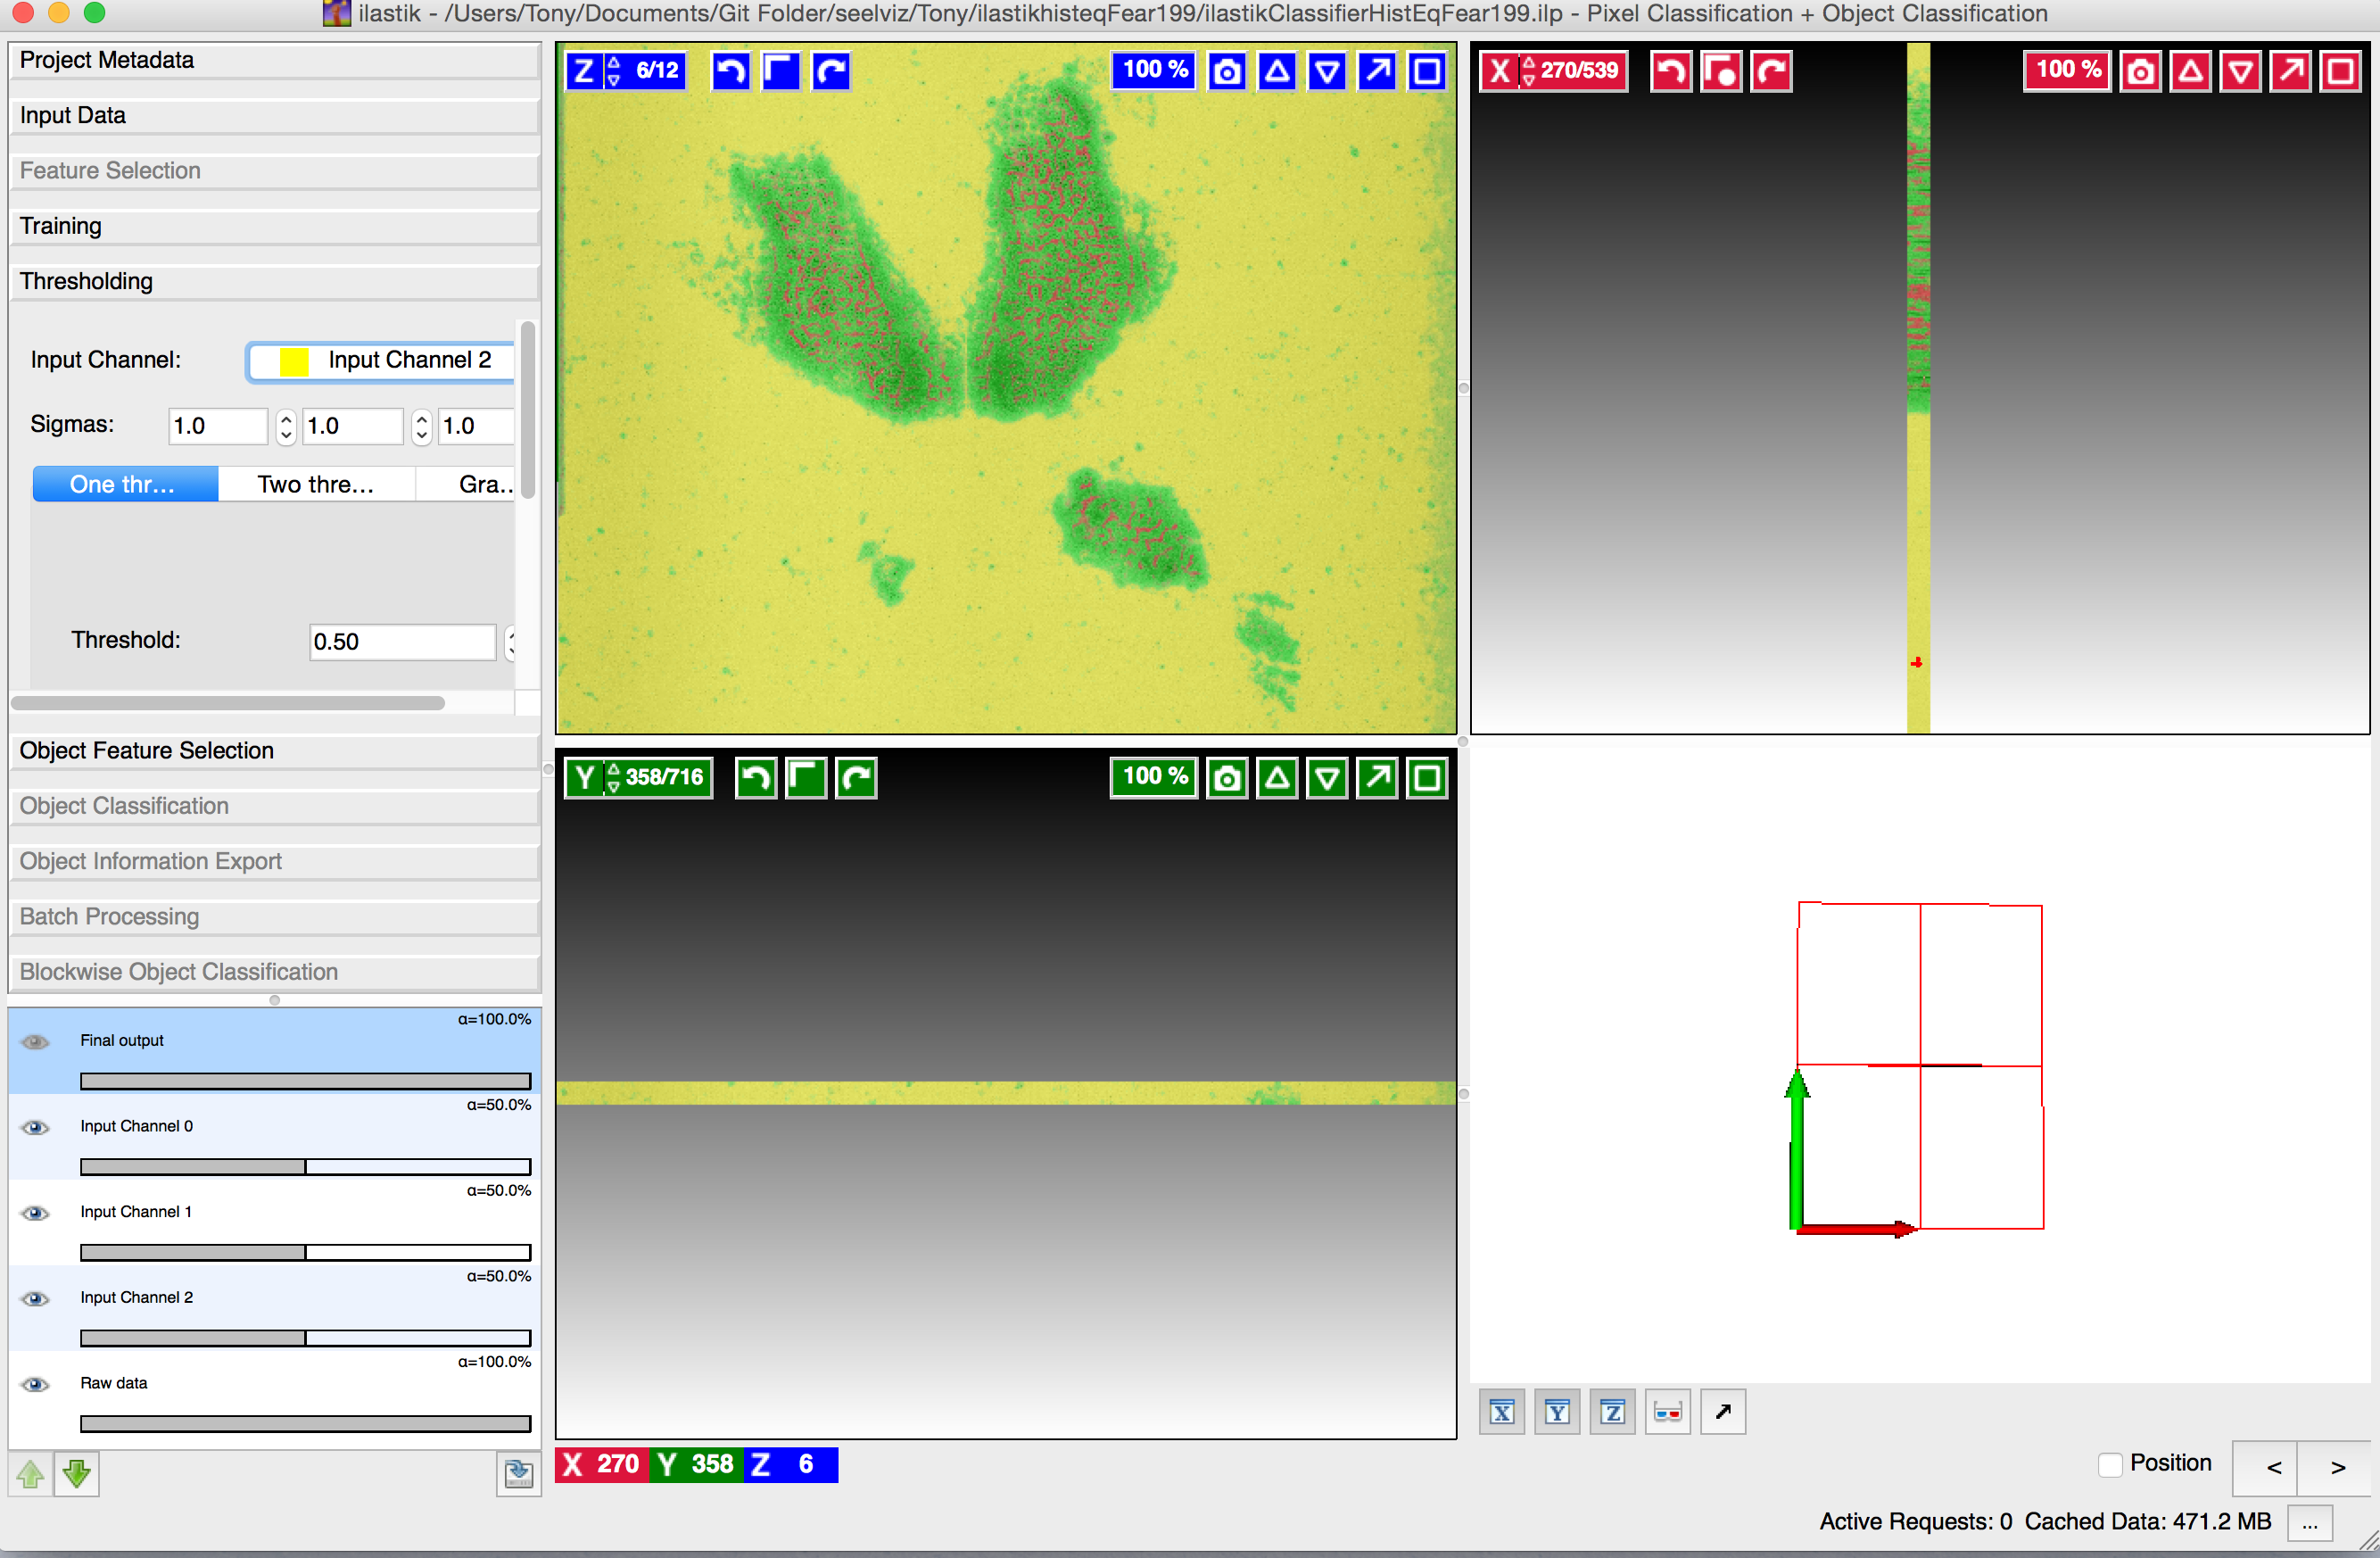 ilastik - /Users/Tony/Documents/Git Folder/seelviz/Tony/ilastikhisteqFear199/ilastikClassifierHistEqFear199.ilp - Pixel Classification + Object Classification
Project Metadata
Input Data
Feature Selection
Training
Thresholding
Input Channel: Input Channel 2
Sigmas: 1.0 1.0 1.0
One thr... Two thre... Gra..
Threshold: 0.50
Object Feature Selection
Object Classification
Object Information Export
Batch Processing
Blockwise Object Classification
α=100.0%
Final output
α=50.0%
Input Channel 0
α=50.0%
Input Channel 1
α=50.0%
Input Channel 2
α=100.0%
Raw data
Z 6/12 100 %
X 270/539 100 %
Y 358/716 100 %
X Y Z
X 270 Y 358 Z 6
Position < >
Active Requests: 0 Cached Data: 471.2 MB ...